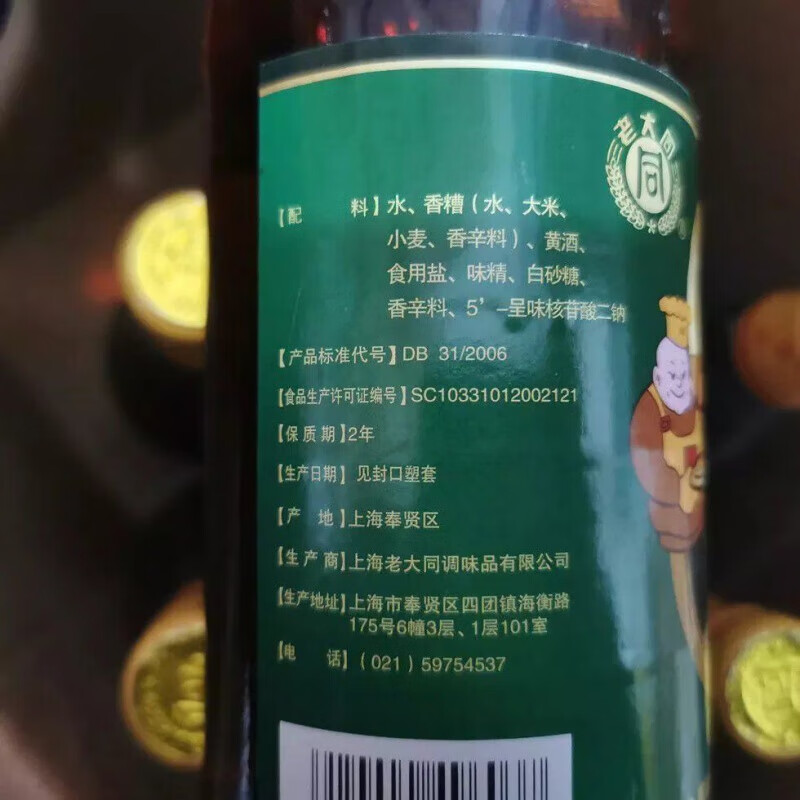 老大同
同
【配 料】水、香糟（水、大米、
小麦、香辛料）、黄酒、
食用盐、味精、白砂糖、
香辛料、5’-呈味核苷酸二钠
【产品标准代号】DB 31/2006
【食品生产许可证编号】SC10331012002121
【保质期】2年
【生产日期】见封口塑套
【产 地】上海奉贤区
【生产商】上海老大同调味品有限公司
【生产地址】上海市奉贤区四团镇海衡路
175号6幢3层、1层101室
【电 话】（021）59754537